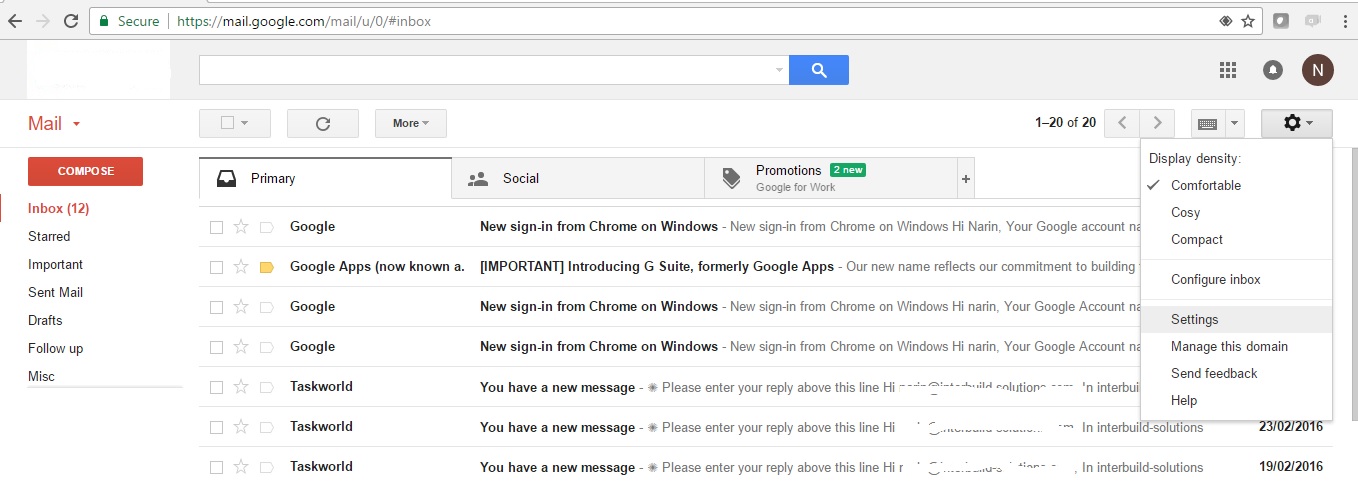 Secure https://mail.google.com/mail/u/0/#inbox
N
Mail
More
1–20 of 20
COMPOSE
Inbox (12)
Starred
Important
Sent Mail
Drafts
Follow up
Misc
Primary
Social
Promotions 2 new
Google for Work
+
Google New sign-in from Chrome on Windows - New sign-in from Chrome on Windows Hi Narin, Your Google account na
Google Apps (now known a. [IMPORTANT] Introducing G Suite, formerly Google Apps - Our new name reflects our commitment to building
Google New sign-in from Chrome on Windows - New sign-in from Chrome on Windows Hi narin, Your Google Account na
Google New sign-in from Chrome on Windows - New sign-in from Chrome on Windows Hi narin, Your Google Account na
Taskworld You have a new message - ✳ Please enter your reply above this line Hi In interbuild-solutions
Taskworld You have a new message - ✳ Please enter your reply above this line Hi In interbuild-solutions 23/02/2016
Taskworld You have a new message - ✳ Please enter your reply above this line Hi , In interbuild-solutions 19/02/2016
Display density:
Comfortable
Cosy
Compact
Configure inbox
Settings
Manage this domain
Send feedback
Help